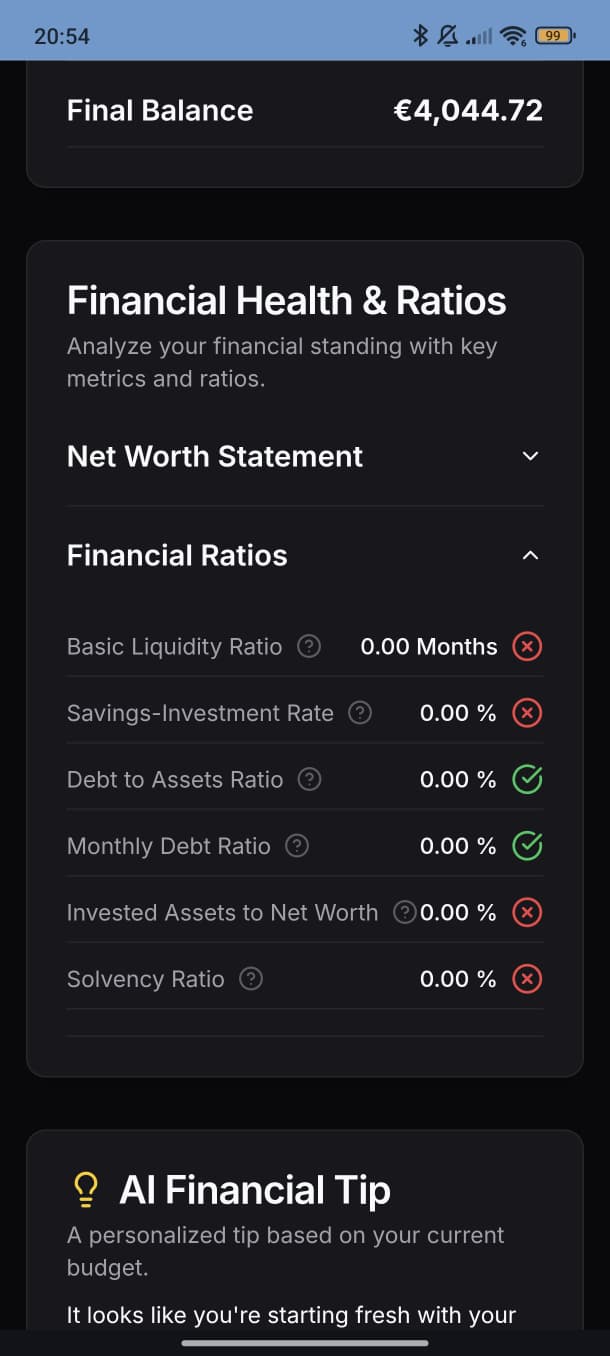 20:54
6
99
Final Balance €4,044.72
Financial Health & Ratios
Analyze your financial standing with key
metrics and ratios.
Net Worth Statement
Financial Ratios
Basic Liquidity Ratio ? 0.00 Months
Savings-Investment Rate ? 0.00 %
Debt to Assets Ratio ? 0.00 %
Monthly Debt Ratio ? 0.00 %
Invested Assets to Net Worth ? 0.00 %
Solvency Ratio ? 0.00 %
AI Financial Tip
A personalized tip based on your current
budget.
It looks like you're starting fresh with your